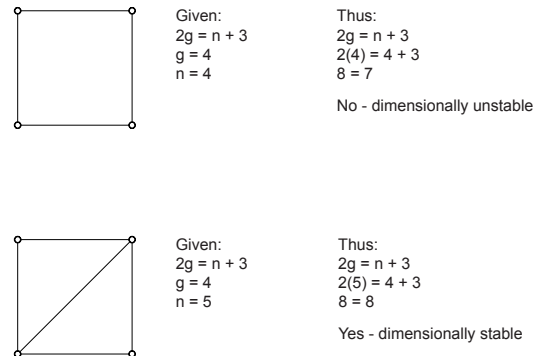 Given:
2g = n + 3
g = 4
n = 4
Thus:
2g = n + 3
2(4) = 4 + 3
8 = 7
No - dimensionally unstable
Given:
2g = n + 3
g = 4
n = 5
Thus:
2g = n + 3
2(5) = 4 + 3
8 = 8
Yes - dimensionally stable